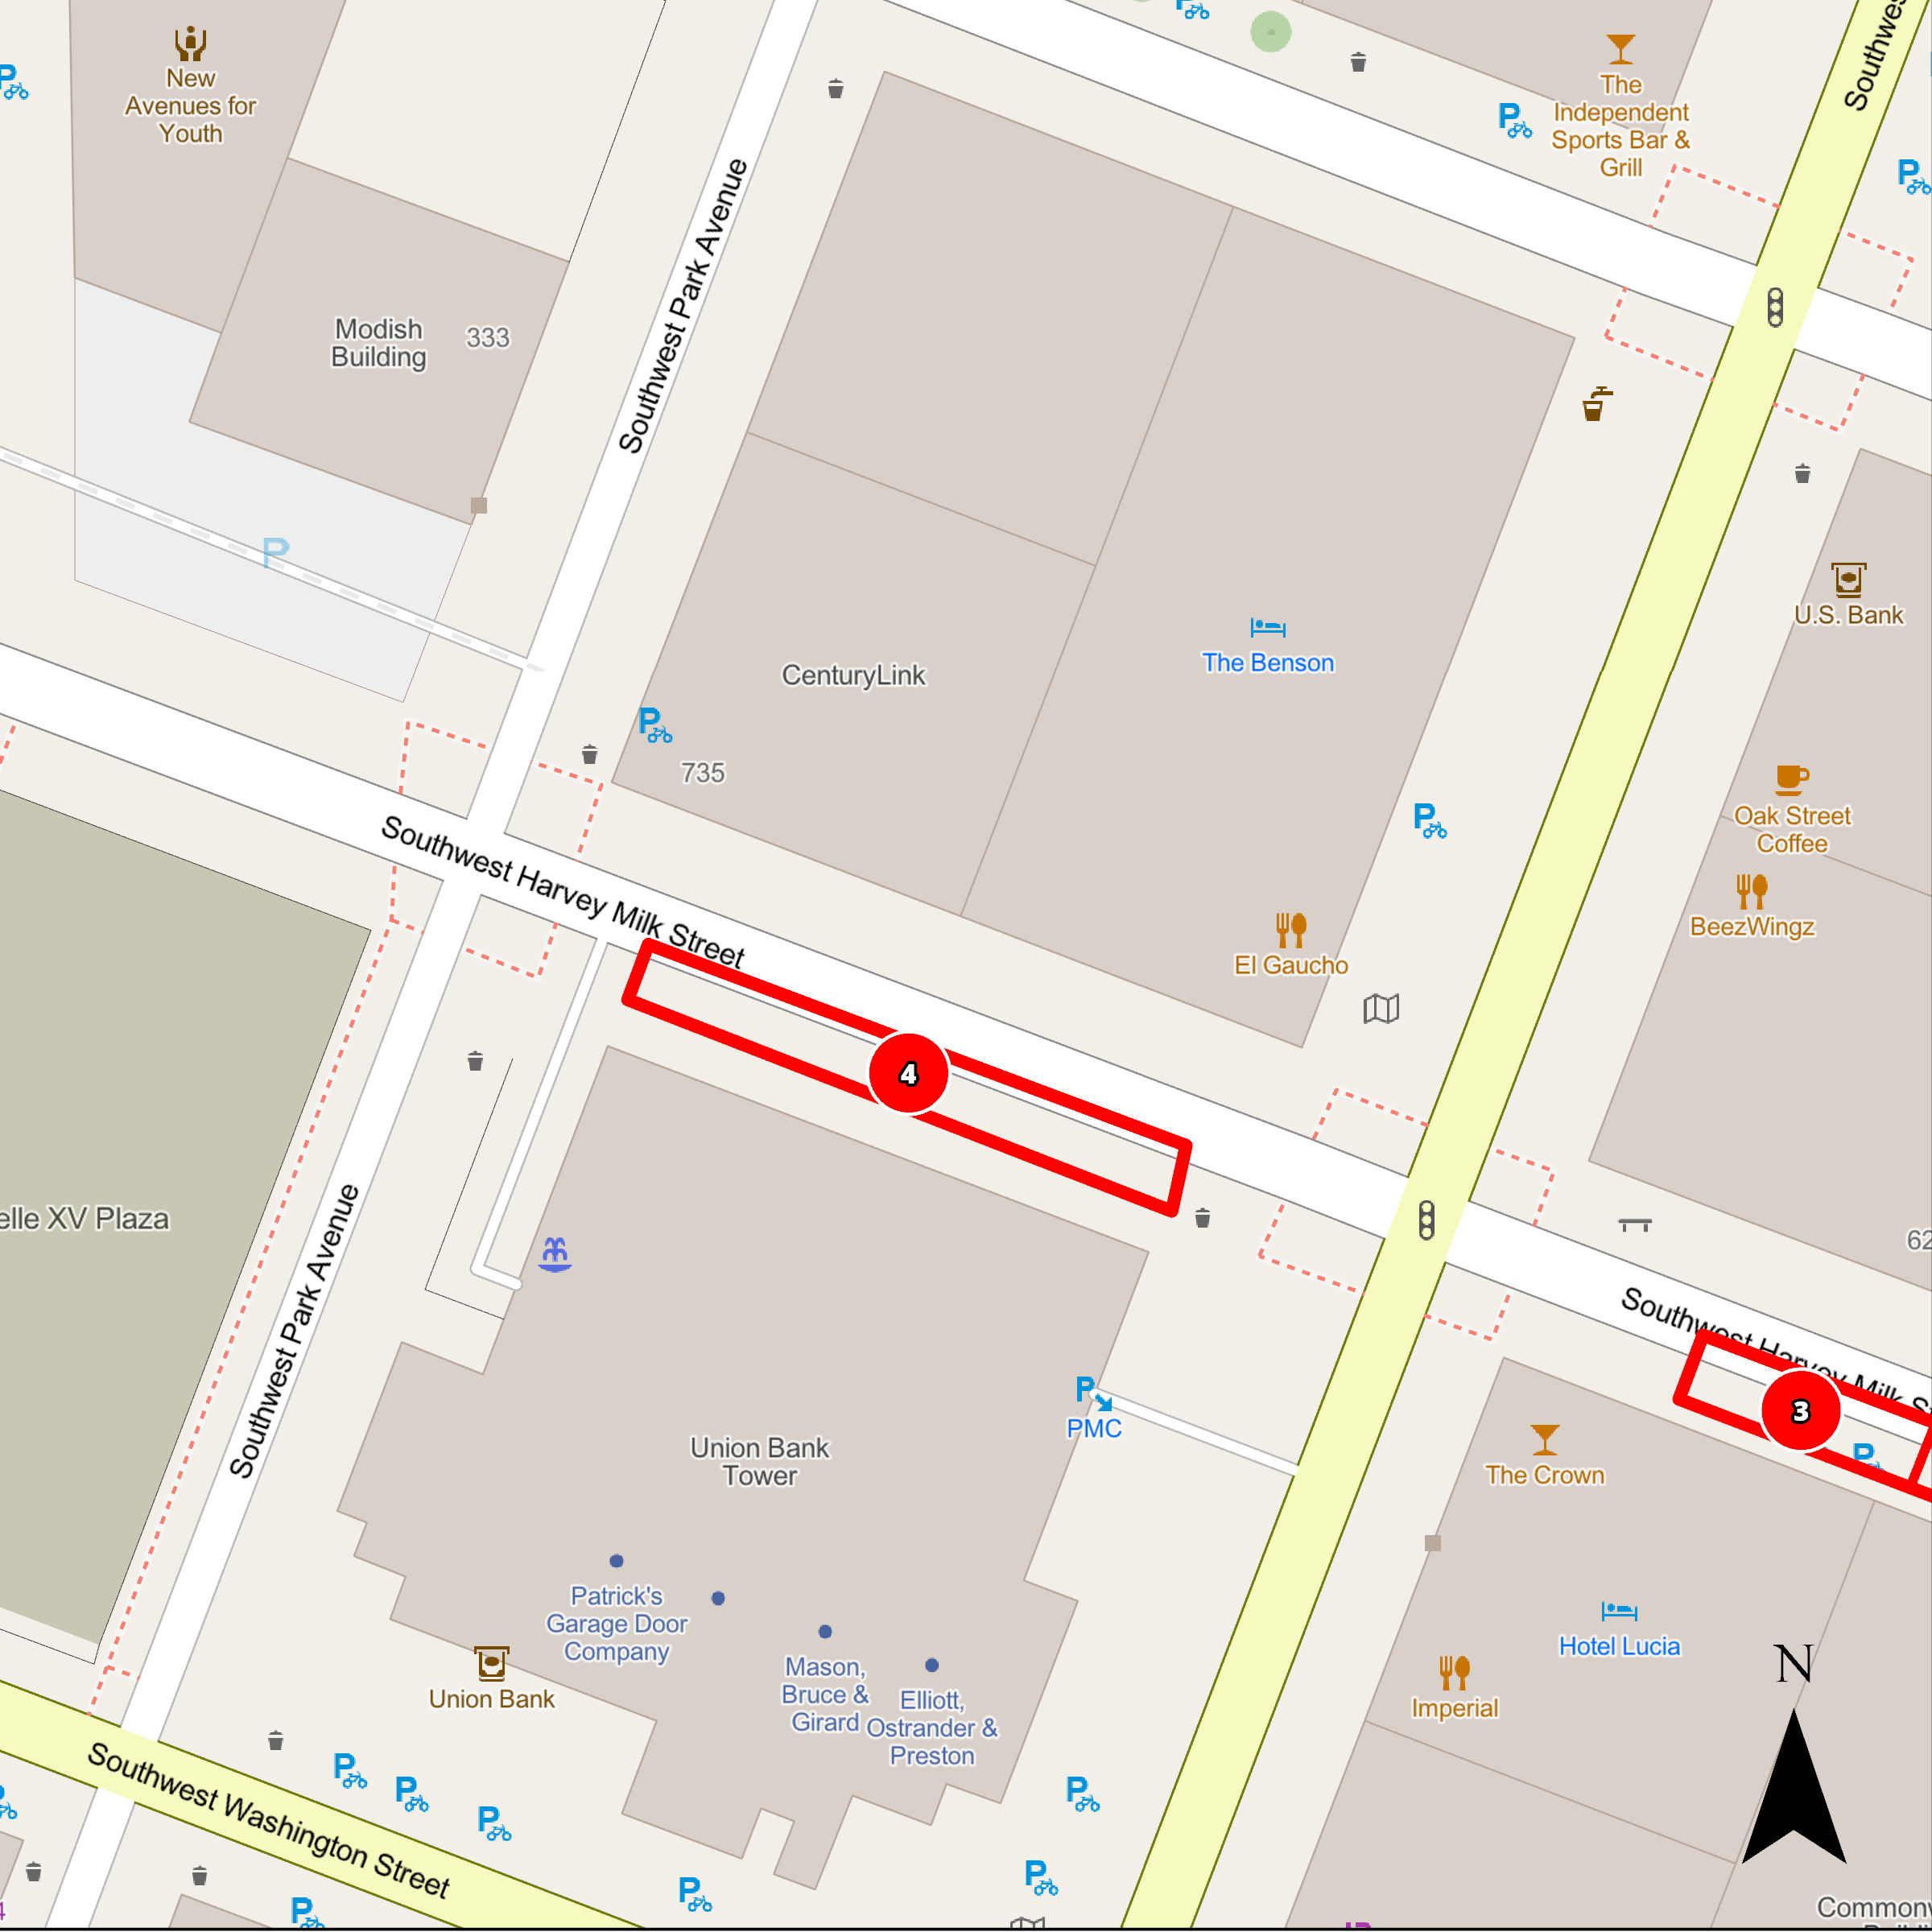 New
Avenues for
Youth
The
Independent
Sports Bar &
Grill
Southwes
Southwest Park Avenue
Modish
Building
333
P
U.S. Bank
CenturyLink
The Benson
735
Oak Street
Coffee
BeezWingz
Southwest Harvey Milk Street
El Gaucho
4
elle XV Plaza
62
Southwest Park Avenue
Southwest Harvey Milk S
3
PMC
Union Bank
Tower
The Crown
Patrick's
Garage Door
Company
Hotel Lucia
Mason,
Bruce &
Girard
Elliott,
Ostrander &
Preston
Union Bank
Imperial
N
Southwest Washington Street
Common